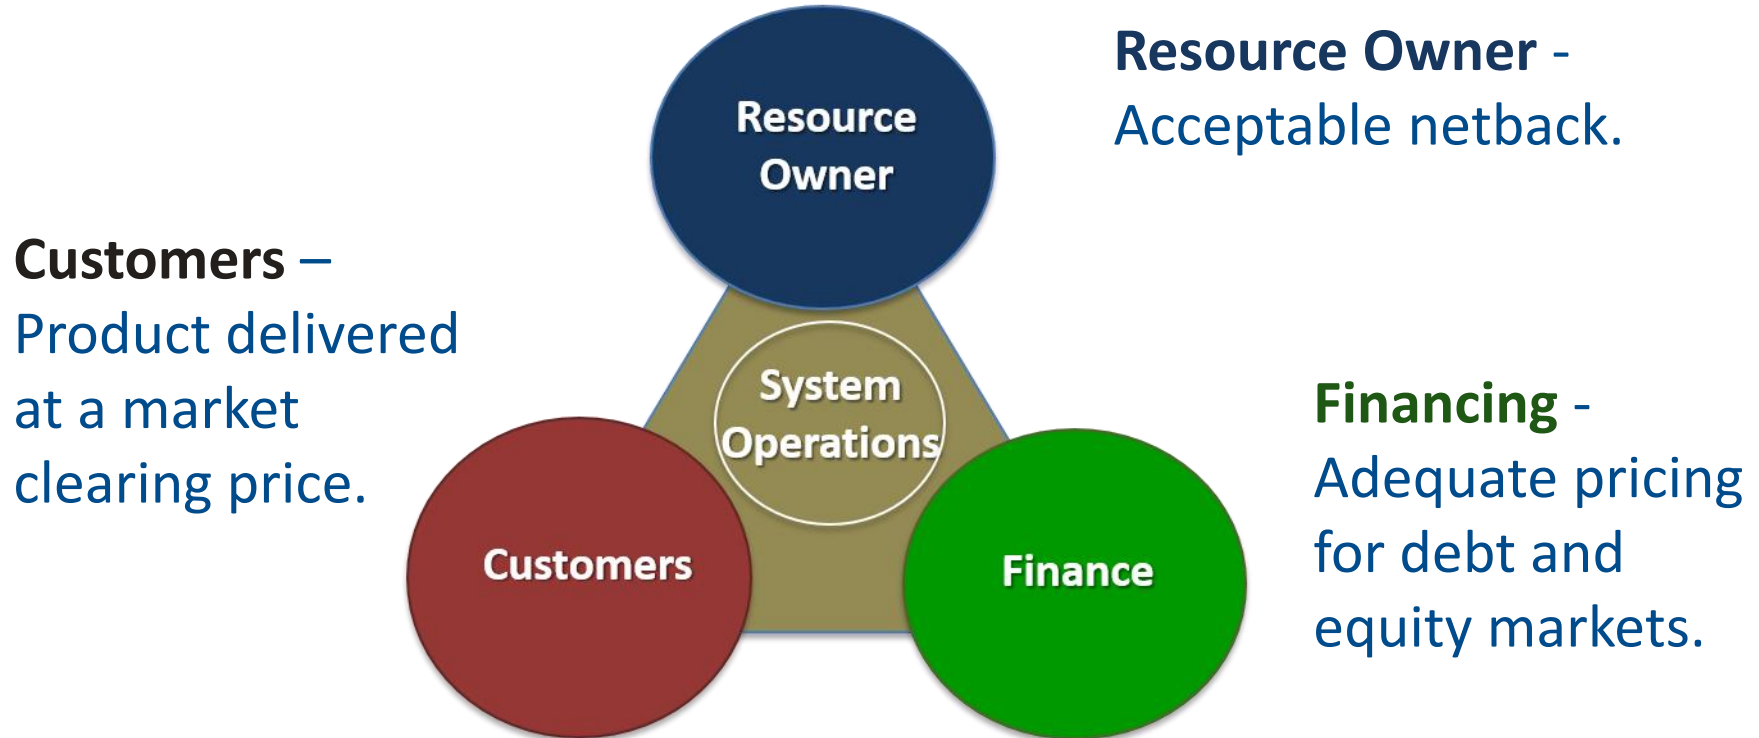 Resource Owner -
Acceptable netback.
Resource
Owner
Customers –
Product delivered
at a market
clearing price.
System
Operations
Financing -
Adequate pricing
for debt and
equity markets.
Customers
Finance